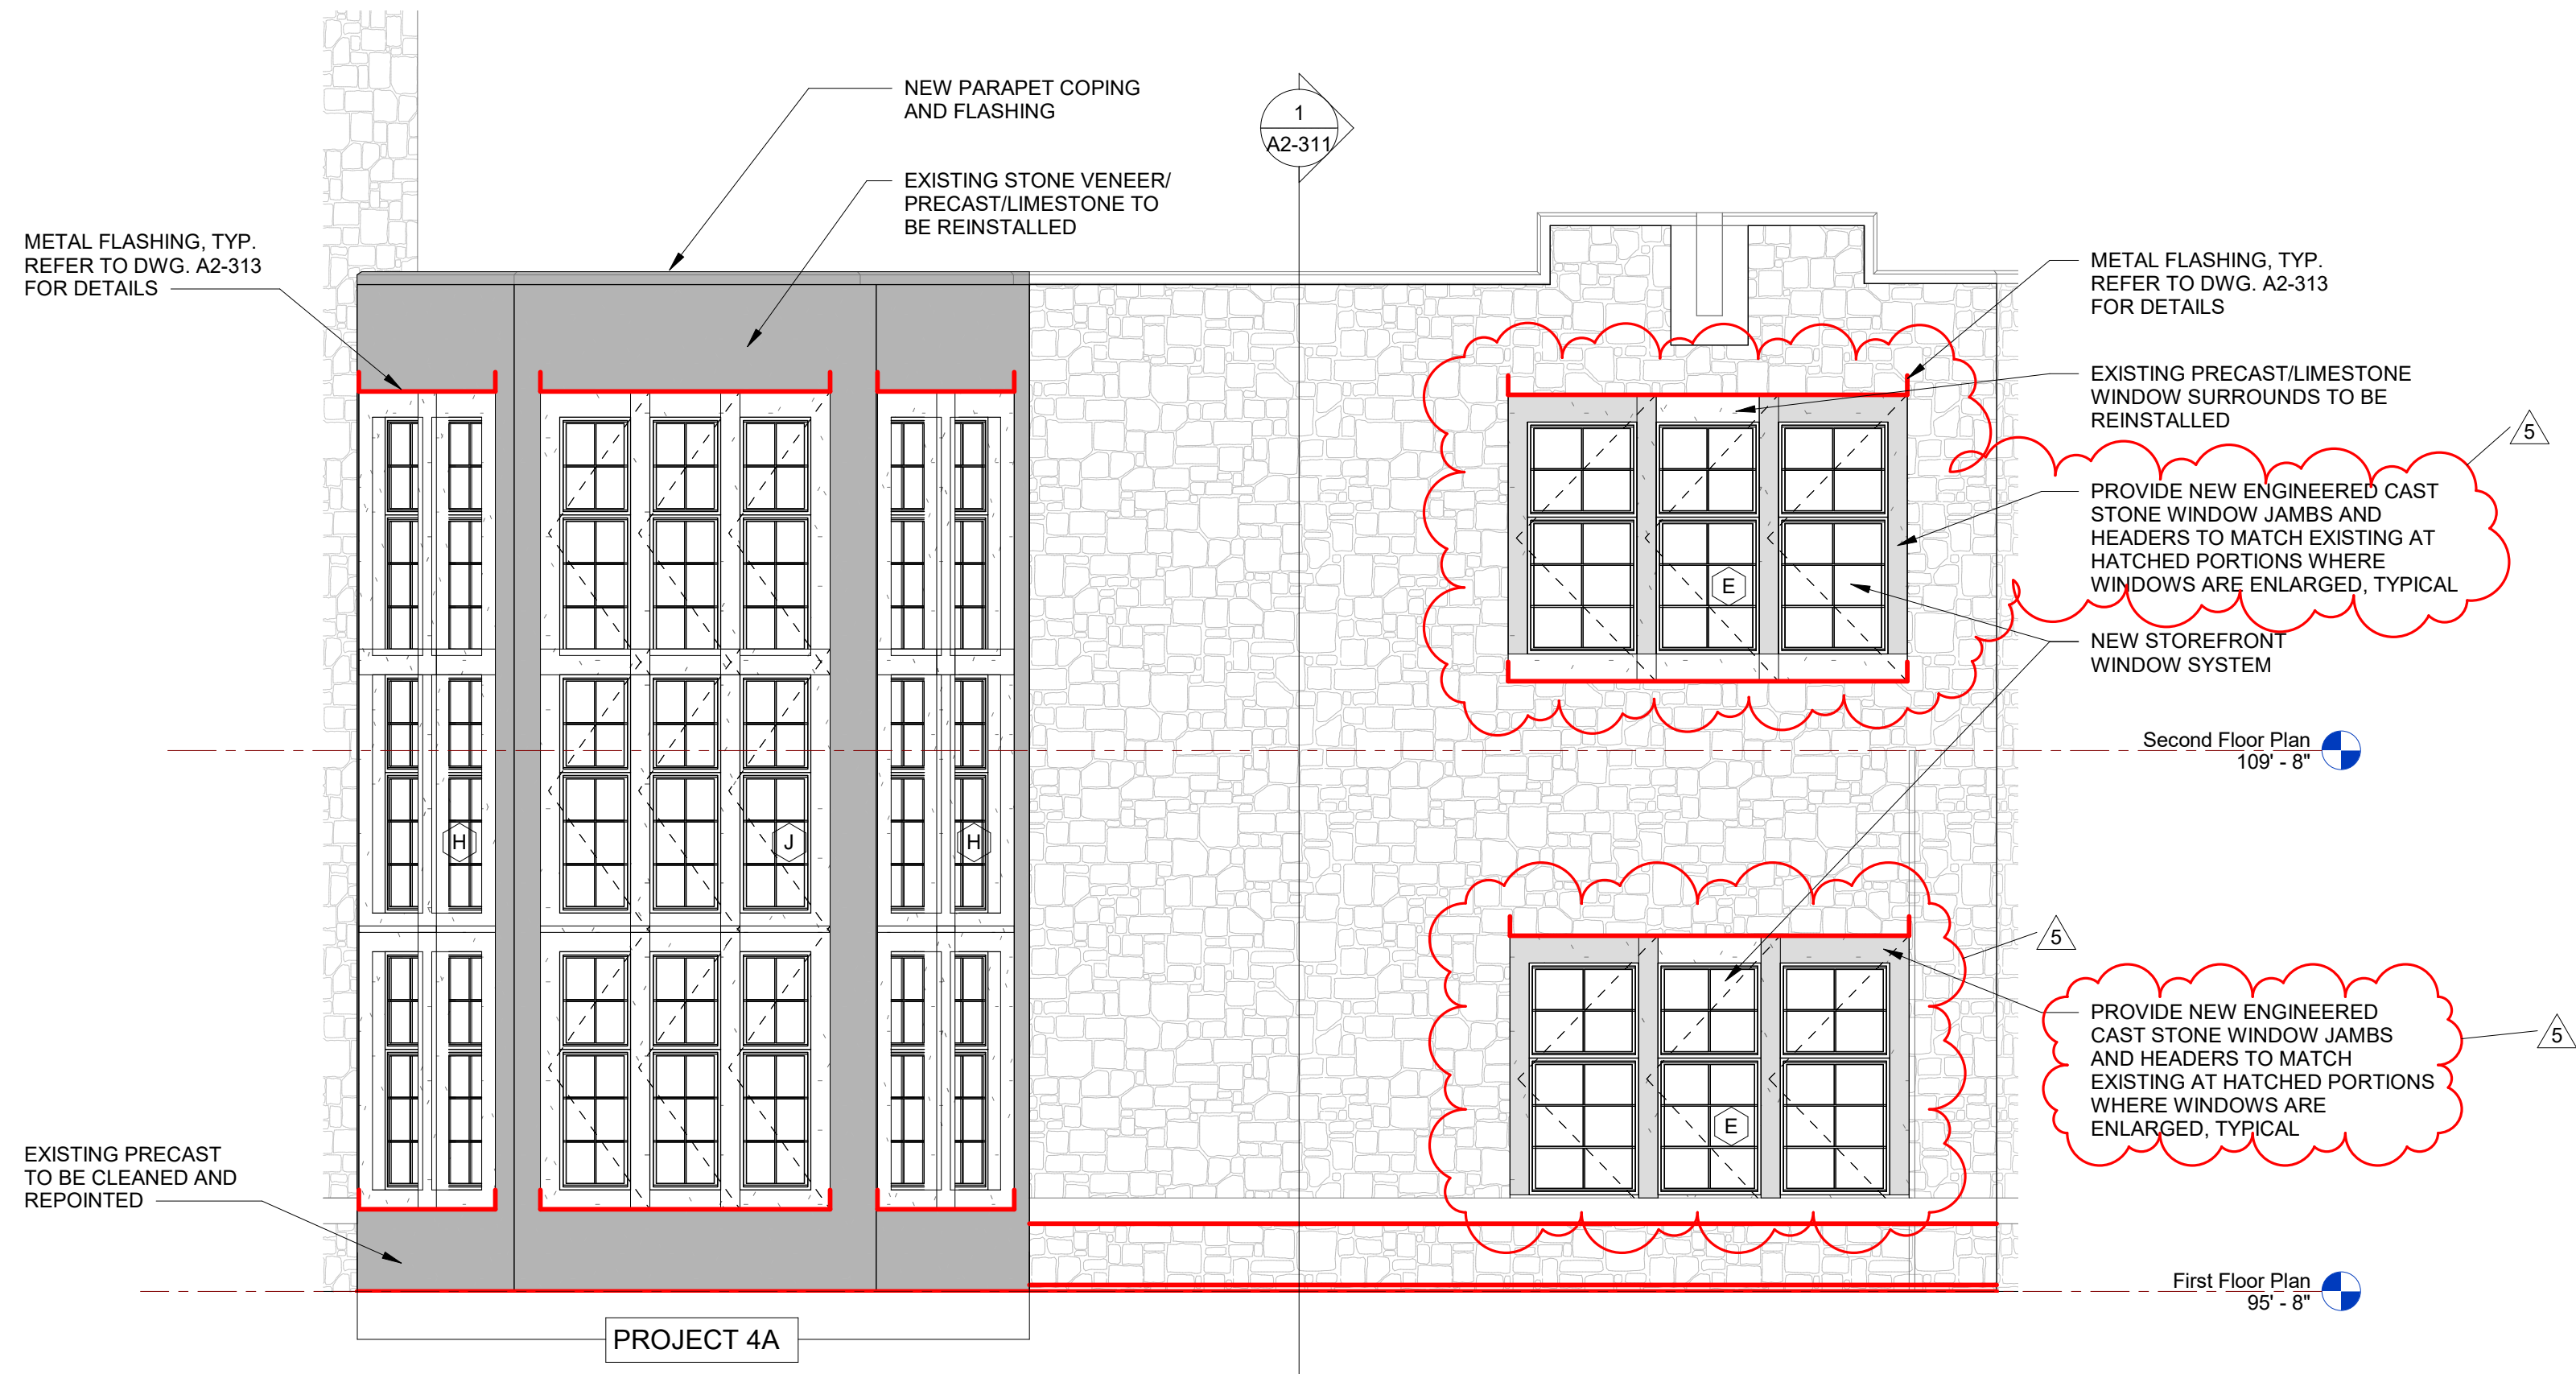 NEW PARAPET COPING
AND FLASHING
1
A2-311
EXISTING STONE VENEER/
PRECAST/LIMESTONE TO
BE REINSTALLED
METAL FLASHING, TYP.
REFER TO DWG. A2-313
FOR DETAILS
METAL FLASHING, TYP.
REFER TO DWG. A2-313
FOR DETAILS
EXISTING PRECAST/LIMESTONE
WINDOW SURROUNDS TO BE
REINSTALLED
5
PROVIDE NEW ENGINEERED CAST
STONE WINDOW JAMBS AND
HEADERS TO MATCH EXISTING AT
HATCHED PORTIONS WHERE
WINDOWS ARE ENLARGED, TYPICAL
E
NEW STOREFRONT
WINDOW SYSTEM
Second Floor Plan
109' - 8"
H
J
H
5
PROVIDE NEW ENGINEERED
CAST STONE WINDOW JAMBS
AND HEADERS TO MATCH
EXISTING AT HATCHED PORTIONS
WHERE WINDOWS ARE
ENLARGED, TYPICAL
5
E
EXISTING PRECAST
TO BE CLEANED AND
REPOINTED
First Floor Plan
95' - 8"
PROJECT 4A